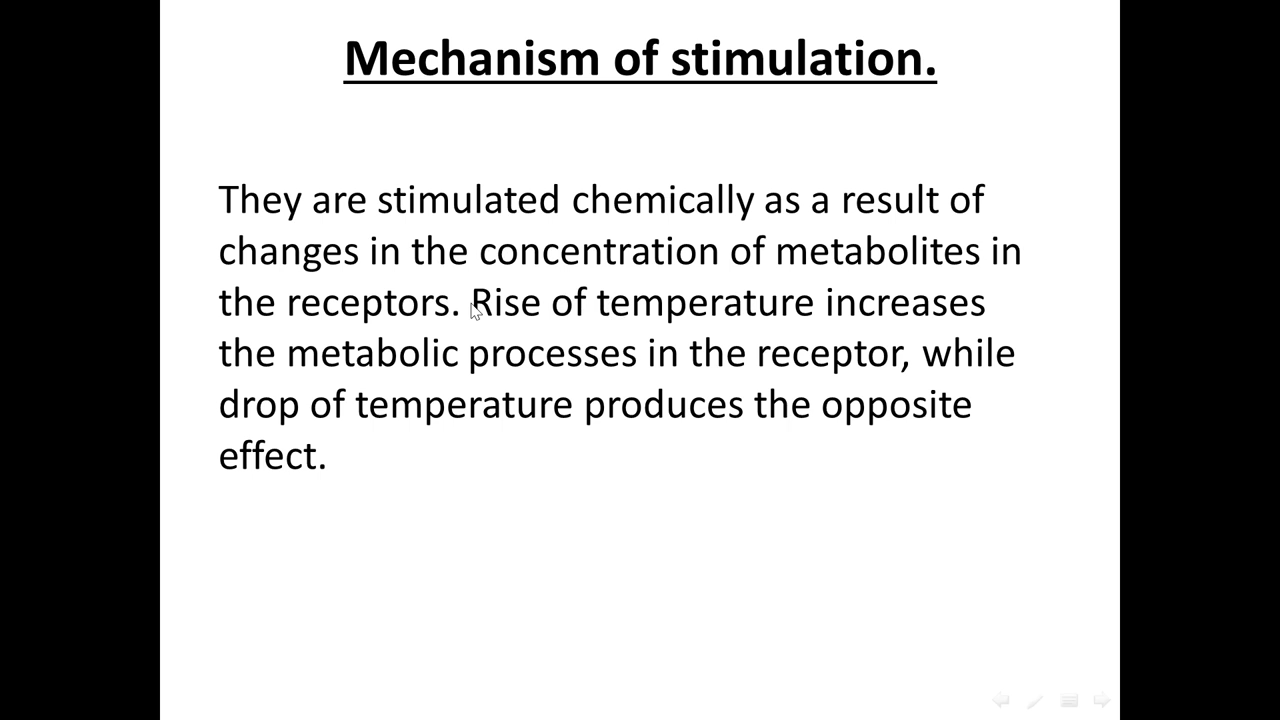 Mechanism of stimulation.
They are stimulated chemically as a result of
changes in the concentration of metabolites in
the receptors. Rise of temperature increases
the metabolic processes in the receptor, while
drop of temperature produces the opposite
effect.